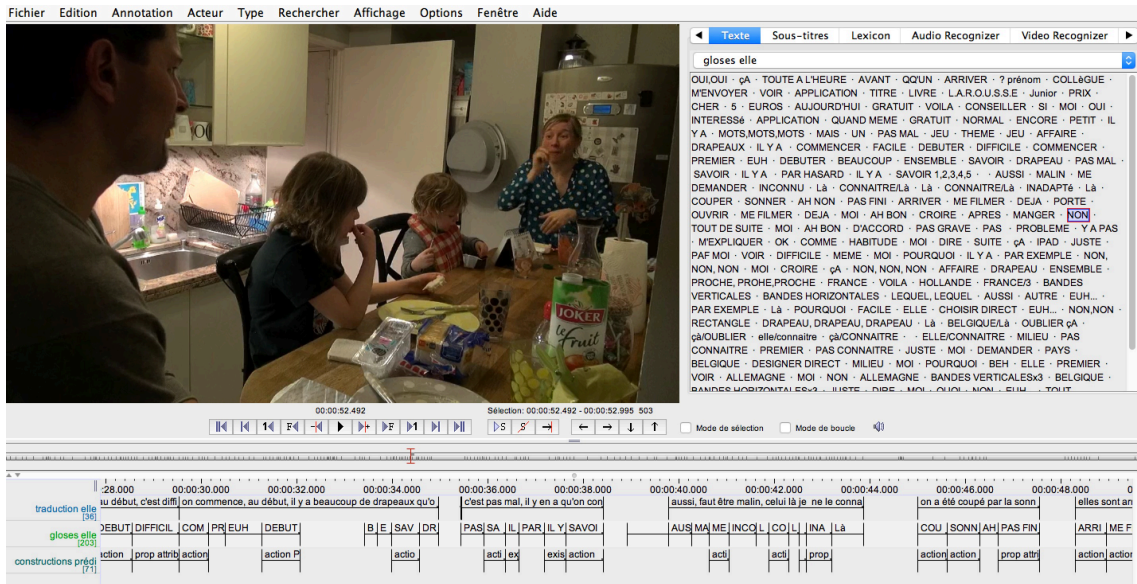 Fichier Edition Annotation Acteur Type Rechercher Affichage Options Fenêtre Aide
Texte Sous-titres Lexicon Audio Recognizer Video Recognizer
gloses elle
OUI,OUI · çA · TOUTE A L'HEURE · AVANT · QQ'UN · ARRIVER · ? prénom · COLLèGUE ·
M'ENVOYER · VOIR · APPLICATION · TITRE · LIVRE · L.A.R.O.U.S.S.E · Junior · PRIX ·
CHER · 5 · EUROS · AUJOURD'HUI · GRATUIT · VOILA · CONSEILLER · SI · MOI · OUI ·
INTERESSé · APPLICATION · QUAND MEME · GRATUIT · NORMAL · ENCORE · PETIT · IL
Y A · MOTS,MOTS,MOTS · MAIS · UN · PAS MAL · JEU · THEME · JEU · AFFAIRE ·
DRAPEAUX · IL Y A · COMMENCER · FACILE · DEBUTER · DIFFICILE · COMMENCER ·
PREMIER · EUH · DEBUTER · BEAUCOUP · ENSEMBLE · SAVOIR · DRAPEAU · PAS MAL ·
SAVOIR · IL Y A · PAR HASARD · IL Y A · SAVOIR 1,2,3,4,5 · · AUSSI · MALIN · ME
DEMANDER · INCONNU · Là · CONNAITRE/Là · Là · CONNAITRE/Là · INADAPTé · Là ·
COUPER · SONNER · AH NON · PAS FINI · ARRIVER · ME FILMER · DEJA · PORTE ·
OUVRIR · ME FILMER · DEJA · MOI · AH BON · CROIRE · APRES · MANGER · NON ·
TOUT DE SUITE · MOI · AH BON · D'ACCORD · PAS GRAVE · PAS · PROBLEME · Y A PAS
· M'EXPLIQUER · OK · COMME · HABITUDE · MOI · DIRE · SUITE · çA · IPAD · JUSTE ·
PAF MOI · VOIR · DIFFICILE · MEME · MOI · POURQUOI · IL Y A · PAR EXEMPLE · NON,
NON, NON · MOI · CROIRE · çA · NON, NON, NON · AFFAIRE · DRAPEAU · ENSEMBLE ·
PROCHE, PROHE,PROCHE · FRANCE · VOILA · HOLLANDE · FRANCE/3 · BANDES
VERTICALES · BANDES HORIZONTALES · LEQUEL, LEQUEL · AUSSI · AUTRE · EUH... ·
PAR EXEMPLE · Là · POURQUOI · FACILE · ELLE · CHOISIR DIRECT · EUH... · NON,NON ·
RECTANGLE · DRAPEAU, DRAPEAU, DRAPEAU · Là · BELGIQUE/Là · OUBLIER çA ·
çà/OUBLIER · elle/connaitre · çà/CONNAITRE · · ELLE/CONNAITRE · MILIEU · PAS
CONNAITRE · PREMIER · PAS CONNAITRE · JUSTE · MOI · DEMANDER · PAYS ·
BELGIQUE · DESIGNER DIRECT · MILIEU · MOI · POURQUOI · BEH · ELLE · PREMIER ·
VOIR · ALLEMAGNE · MOI · NON · ALLEMAGNE · BANDES VERTICALESx3 · BELGIQUE ·
BANDES HORIZONTALESx3 · JUSTE · DIRE · MOI · QUOI · NON · EUH... · TOUT
JOKER
le Fruit
00:00:52.492 Sélection: 00:00:52.492 - 00:00:52.995 503
Mode de sélection Mode de boucle
:28.000 00:00:30.000 00:00:32.000 00:00:34.000 00:00:36.000 00:00:38.000 00:00:40.000 00:00:42.000 00:00:44.000 00:00:46.000 00:00:48.000
traduction elle [36] au début, c'est diffi on commence, au début, il y a beaucoup de drapeaux qu'o c'est pas mal, il y en a qu'on con aussi, faut être malin, celui là je ne le connai on a été coupé par la sonn elles sont an
gloses elle [203] DEBUT DIFFICIL COM PR EUH DEBUT B E SAV DR PAS SA IL PAR IL Y SAVOI AUS MA ME INCO L CO L INA Là COU SONN AH PAS FIN ARRI ME F
constructions prédi [71] action prop attrib action action P actio acti ex exis action acti acti prop action action prop attri action action